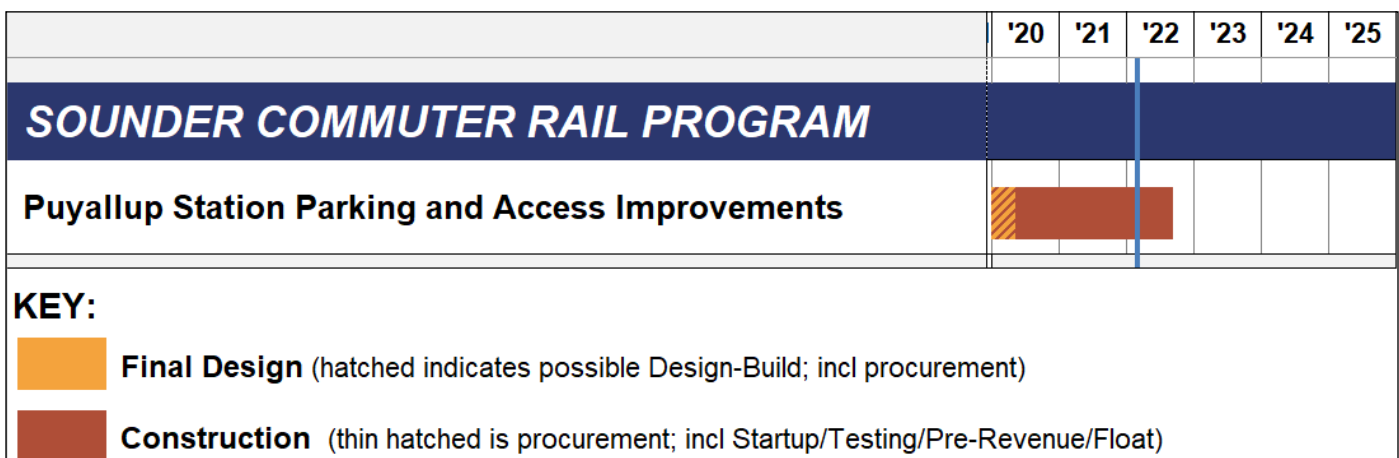 '20 '21 '22 '23 '24 '25
SOUNDER COMMUTER RAIL PROGRAM
Puyallup Station Parking and Access Improvements
KEY:
Final Design (hatched indicates possible Design-Build; incl procurement)
Construction (thin hatched is procurement; incl Startup/Testing/Pre-Revenue/Float)